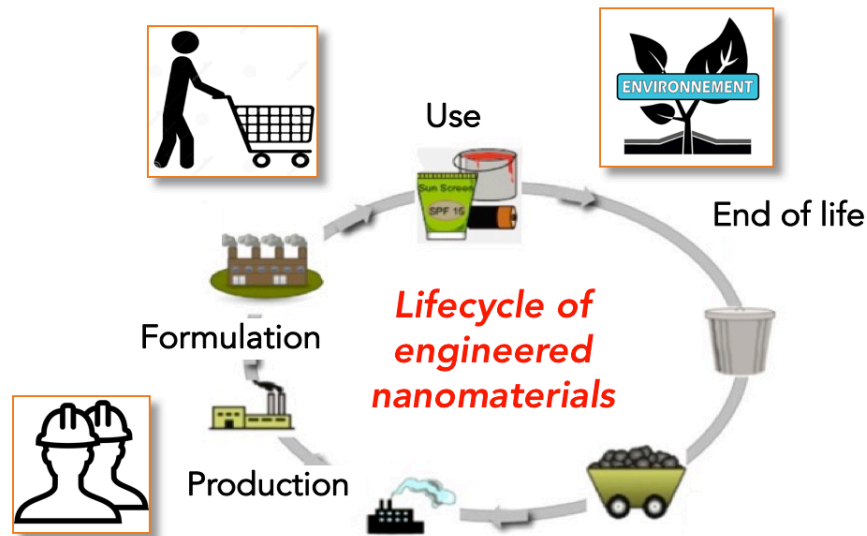 ENVIRONNEMENT
Use
Sun Screen
SPF 15
End of life
Lifecycle of
engineered
nanomaterials
Formulation
Production